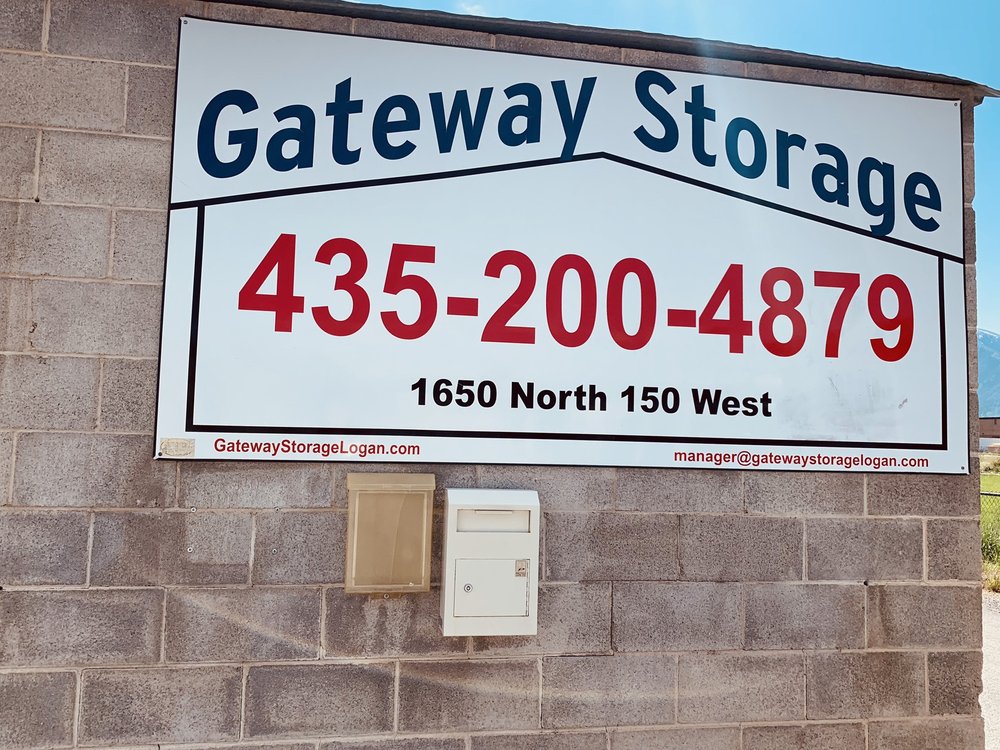 Gateway Storage
435-200-4879
1650 North 150 West
GatewayStorageLogan.com
manager@gatewaystoragelogan.com